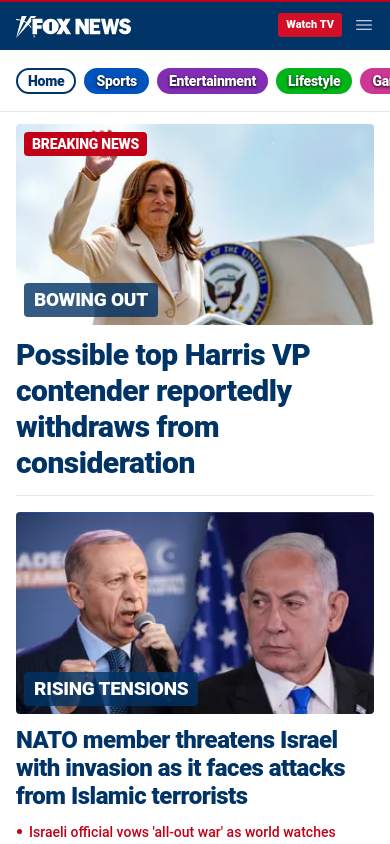 FOX NEWS
Watch TV
Home
Sports
Entertainment
Lifestyle
BREAKING NEWS
BOWING OUT
Possible top Harris VP
contender reportedly
withdraws from
consideration
RISING TENSIONS
NATO member threatens Israel
with invasion as it faces attacks
from Islamic terrorists
Israeli official vows 'all-out war' as world watches